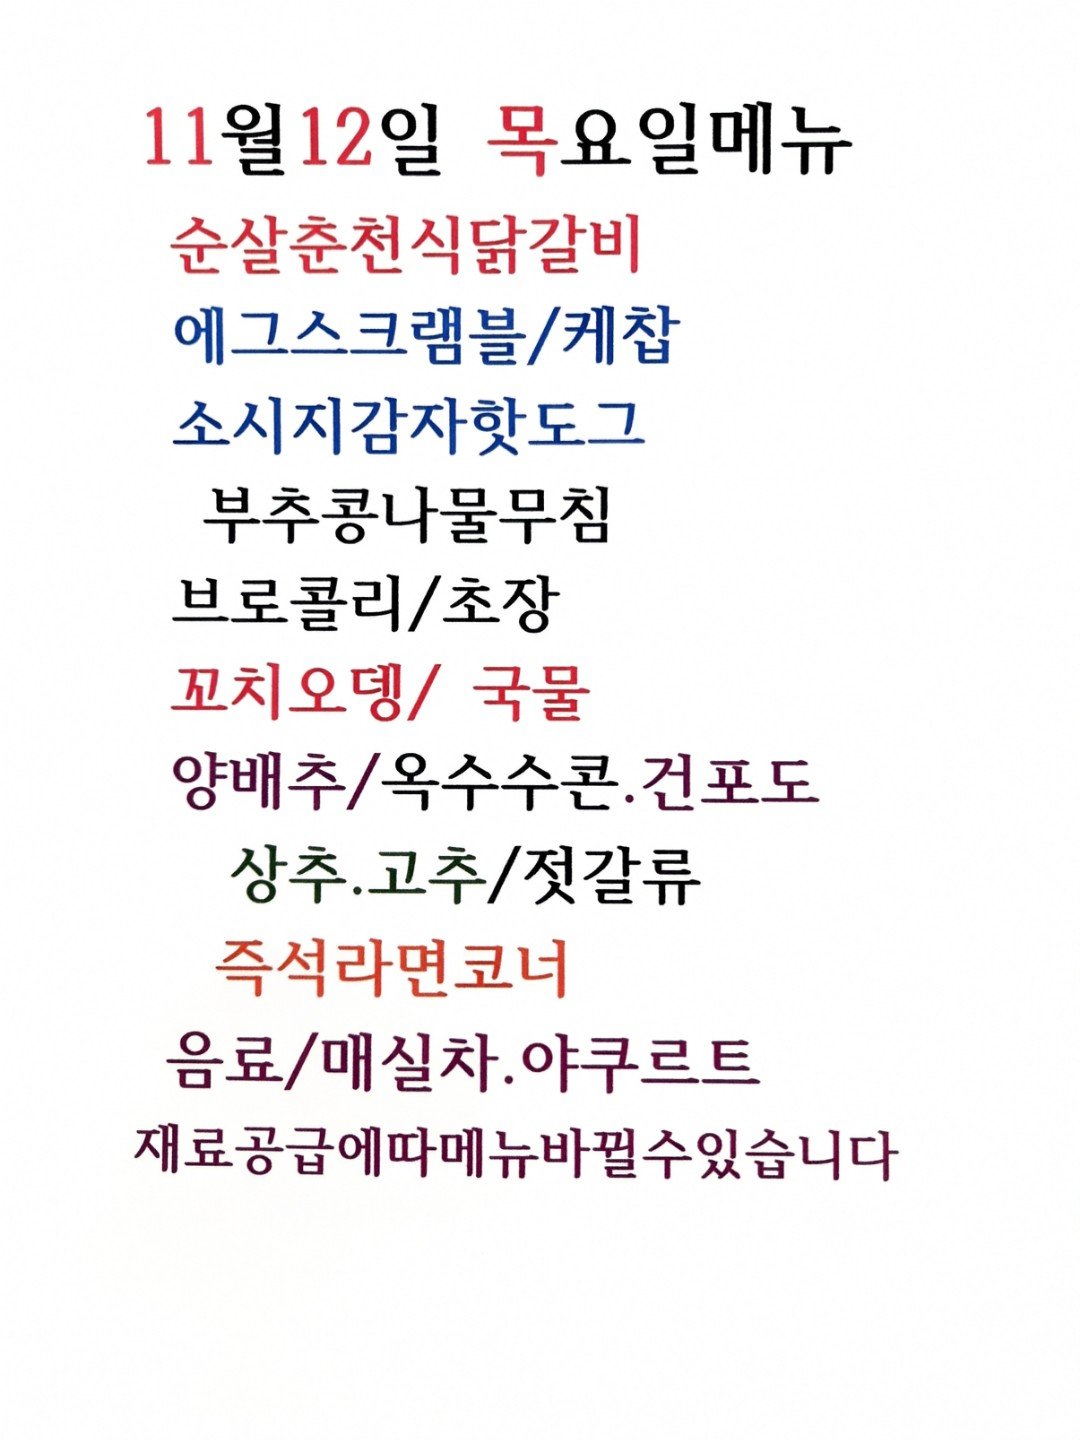 11월12일 목요일메뉴
순살춘천식닭갈비
에그스크램블/케찹
소시지감자핫도그
부추콩나물무침
브로콜리/초장
꼬치오뎅/ 국물
양배추/옥수수콘.건포도
상추.고추/젓갈류
즉석라면코너
음료/매실차.야쿠르트
재료공급에따메뉴바뀔수있습니다